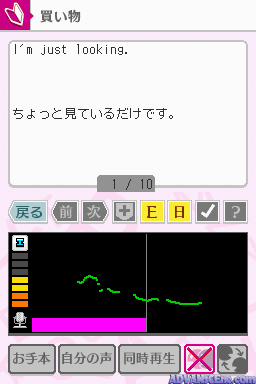 買い物
I'm just looking.
ちょっと見ているだけです。
1 / 10
戻る 前 次 E 日 ?
お手本 自分の声 同時再生
ADVANCEfx.com